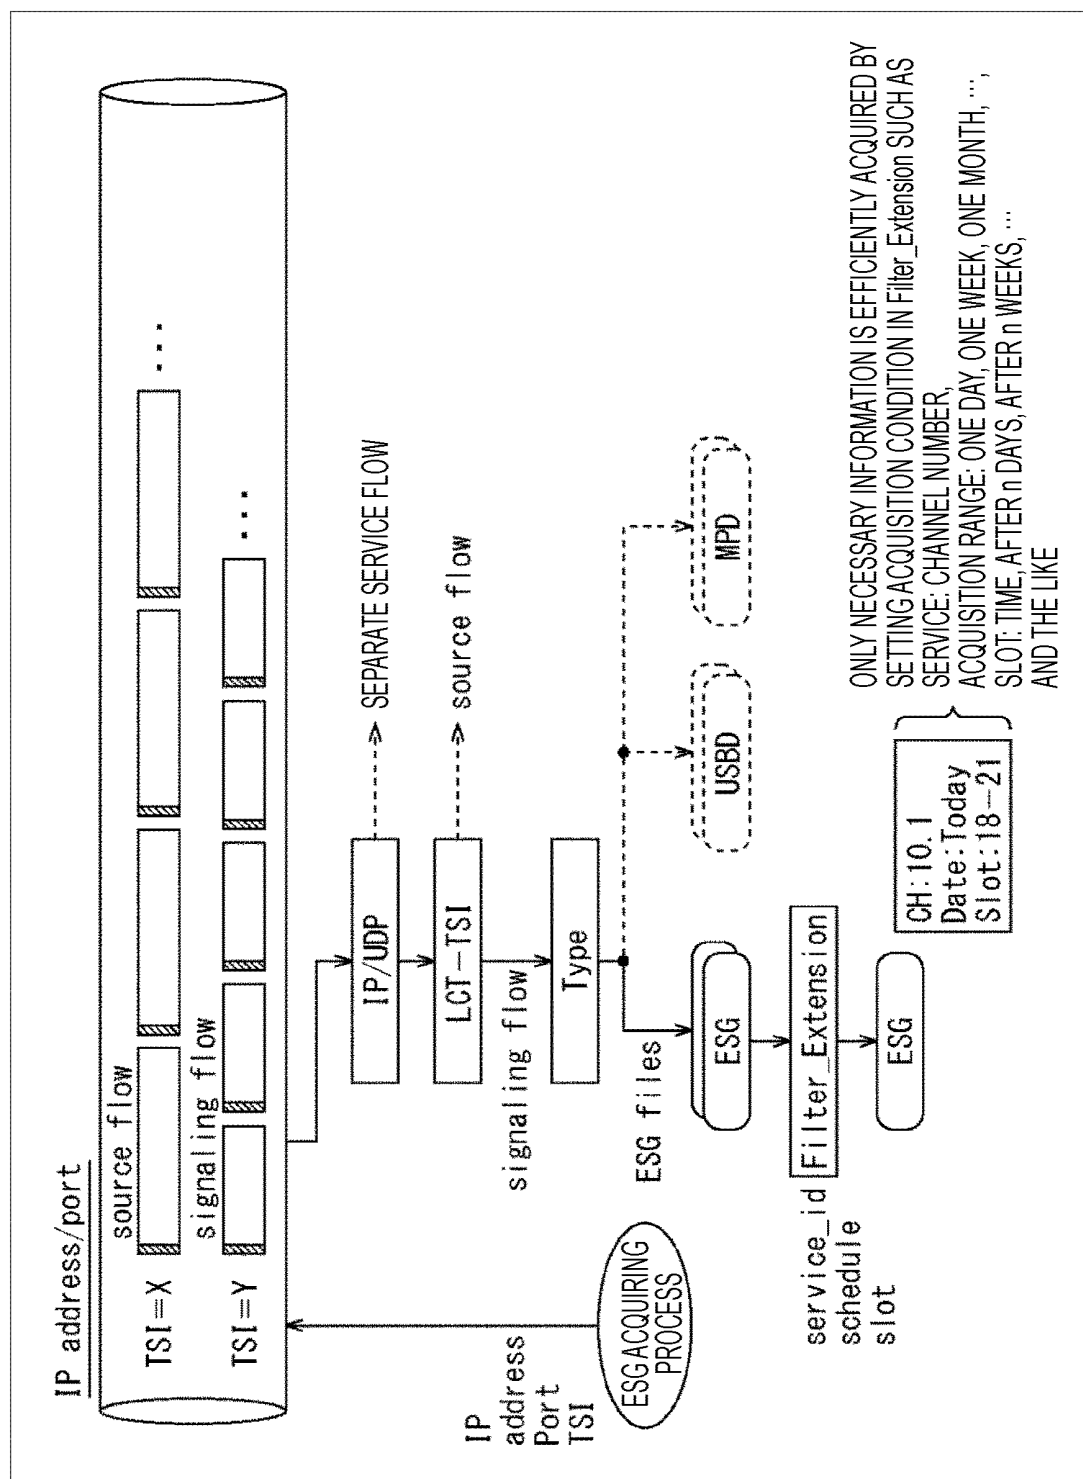 IP address/port
source flow
TSI=X
...
signaling flow
TSI=Y
...
IP
address
Port
TSI
ESG ACQUIRING
PROCESS
IP/UDP
SEPARATE SERVICE FLOW
LCT-TSI
source flow
signaling flow
Type
ESG files
ESG
USBD
MPD
service_id
schedule
slot
Filter_Extension
ESG
CH:10.1
Date:Today
Slot:18-21
ONLY NECESSARY INFORMATION IS EFFICIENTLY ACQUIRED BY
SETTING ACQUISITION CONDITION IN Filter_Extension SUCH AS
SERVICE: CHANNEL NUMBER,
ACQUISITION RANGE: ONE DAY, ONE WEEK, ONE MONTH, ...,
SLOT: TIME, AFTER n DAYS, AFTER n WEEKS, ...
AND THE LIKE